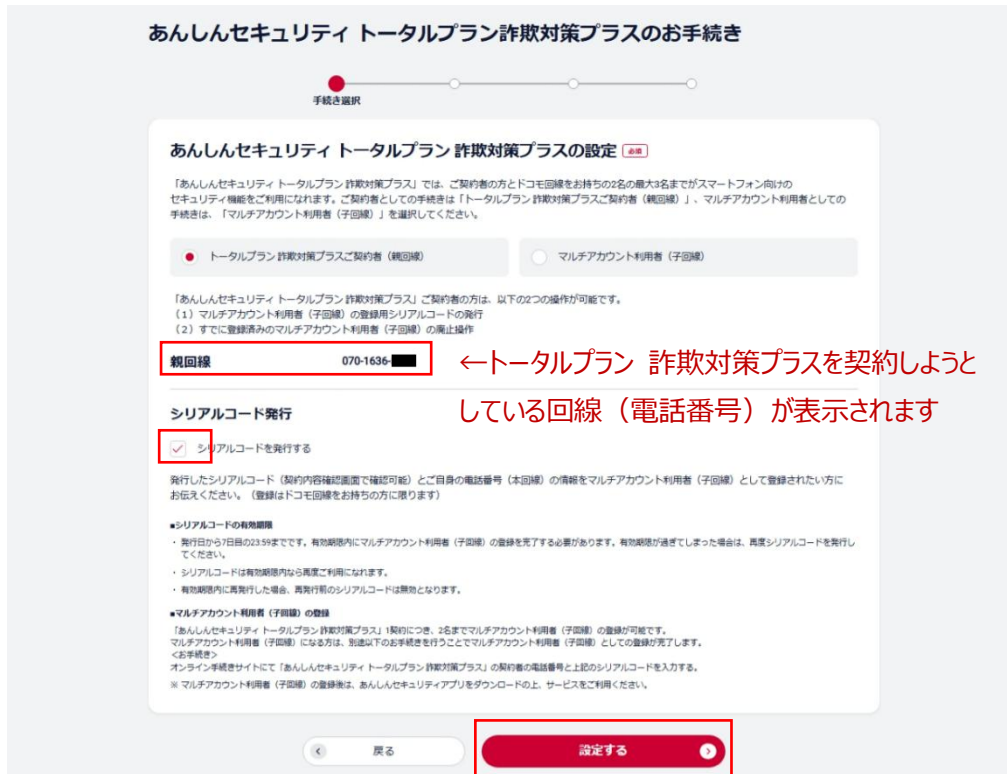 あんしんセキュリティ トータルプラン詐欺対策プラスのお手続き
手続き選択
あんしんセキュリティ トータルプラン 詐欺対策プラスの設定 必須
「あんしんセキュリティ トータルプラン 詐欺対策プラス」では、ご契約者の方とドコモ回線をお持ちの2名の最大3名までがスマートフォン向けの
セキュリティ機能をご利用になれます。ご契約者としての手続きは「トータルプラン 詐欺対策プラスご契約者（親回線）」、マルチアカウント利用者としての
手続きは、「マルチアカウント利用者（子回線）」を選択してください。
トータルプラン 詐欺対策プラスご契約者（親回線）
マルチアカウント利用者（子回線）
「あんしんセキュリティ トータルプラン 詐欺対策プラス」ご契約者の方は、以下の2つの操作が可能です。
（1）マルチアカウント利用者（子回線）の登録用シリアルコードの発行
（2）すでに登録済みのマルチアカウント利用者（子回線）の廃止操作
親回線 070-1636-
←トータルプラン 詐欺対策プラスを契約しようと
している回線（電話番号）が表示されます
シリアルコード発行
シリアルコードを発行する
発行したシリアルコード（契約内容確認画面で確認可能）とご自身の電話番号（本回線）の情報をマルチアカウント利用者（子回線）として登録されたい方に
お伝えください。（登録はドコモ回線をお持ちの方に限ります）
■シリアルコードの有効期限
・発行日から7日目の23:59までです。有効期限内にマルチアカウント利用者（子回線）の登録を完了する必要があります。有効期限が過ぎてしまった場合は、再度シリアルコードを発行し
てください。
・シリアルコードは有効期限内なら再度ご利用になれます。
・有効期限内に再発行した場合、再発行前のシリアルコードは無効となります。
■マルチアカウント利用者（子回線）の登録
「あんしんセキュリティ トータルプラン 詐欺対策プラス」1契約につき、2名までマルチアカウント利用者（子回線）の登録が可能です。
マルチアカウント利用者（子回線）になる方は、別途以下のお手続きを行うことでマルチアカウント利用者（子回線）としての登録が完了します。
<お手続き>
オンライン手続きサイトにて「あんしんセキュリティ トータルプラン 詐欺対策プラス」の契約者の電話番号と上記のシリアルコードを入力する。
※ マルチアカウント利用者（子回線）の登録後は、あんしんセキュリティアプリをダウンロードの上、サービスをご利用ください。
戻る
設定する